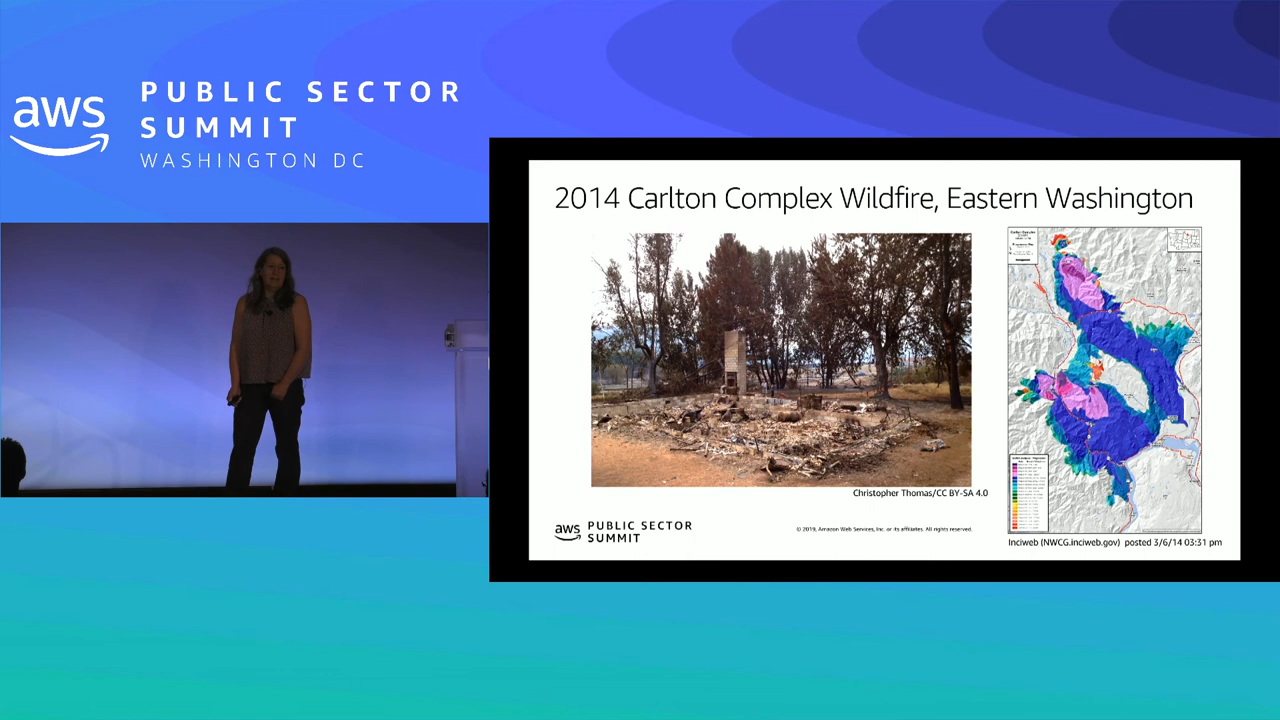 aws
PUBLIC SECTOR
SUMMIT
WASHINGTON DC
2014 Carlton Complex Wildfire, Eastern Washington
Christopher Thomas/CC BY-SA 4.0
aws
PUBLIC SECTOR
SUMMIT
© 2019, Amazon Web Services, Inc. or its affiliates. All rights reserved.
Inciweb (NWCG.inciweb.gov) posted 3/6/14 03:31 pm